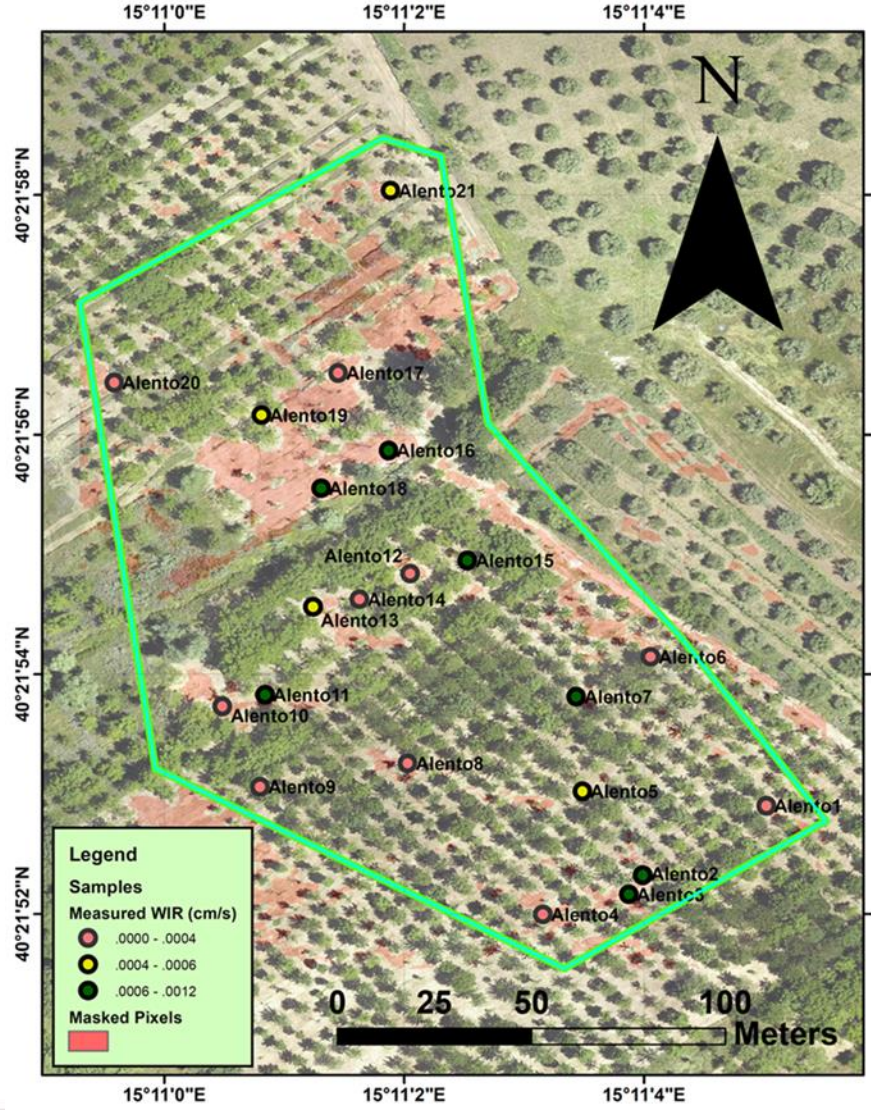 15°11'0"E 15°11'2"E 15°11'4"E
N
40°21'58"N
Alento21
Alento17
Alento20
Alento19
40°21'56"N
Alento16
Alento18
Alento12
Alento15
Alento14
Alento13
40°21'54"N
Alento6
Alento11
Alento7
Alento10
Alento8
Alento9
Alento5
Alento1
Alento2
Alento3
40°21'52"N
Alento4
Legend
Samples
Measured WIR (cm/s)
.0000 - .0004
.0004 - .0006
.0006 - .0012
Masked Pixels
0 25 50 100
Meters
15°11'0"E 15°11'2"E 15°11'4"E